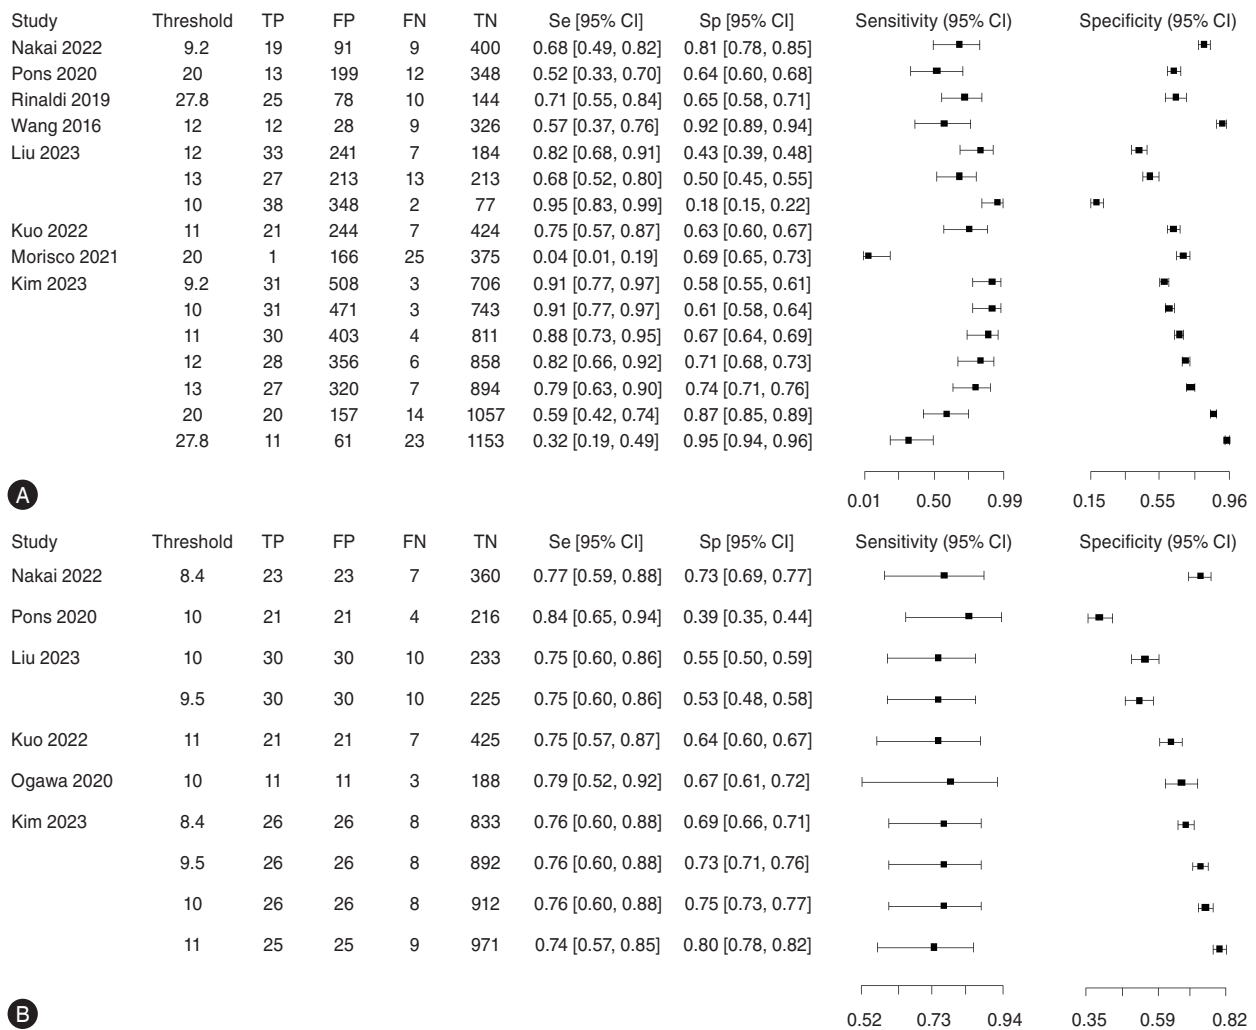 Study Threshold TP FP FN TN Se [95% CI] Sp [95% CI] Sensitivity (95% CI) Specificity (95% CI)
Nakai 2022 9.2 19 91 9 400 0.68 [0.49, 0.82] 0.81 [0.78, 0.85]
Pons 2020 20 13 199 12 348 0.52 [0.33, 0.70] 0.64 [0.60, 0.68]
Rinaldi 2019 27.8 25 78 10 144 0.71 [0.55, 0.84] 0.65 [0.58, 0.71]
Wang 2016 12 12 28 9 326 0.57 [0.37, 0.76] 0.92 [0.89, 0.94]
Liu 2023 12 33 241 7 184 0.82 [0.68, 0.91] 0.43 [0.39, 0.48]
13 27 213 13 213 0.68 [0.52, 0.80] 0.50 [0.45, 0.55]
10 38 348 2 77 0.95 [0.83, 0.99] 0.18 [0.15, 0.22]
Kuo 2022 11 21 244 7 424 0.75 [0.57, 0.87] 0.63 [0.60, 0.67]
Morisco 2021 20 1 166 25 375 0.04 [0.01, 0.19] 0.69 [0.65, 0.73]
Kim 2023 9.2 31 508 3 706 0.91 [0.77, 0.97] 0.58 [0.55, 0.61]
10 31 471 3 743 0.91 [0.77, 0.97] 0.61 [0.58, 0.64]
11 30 403 4 811 0.88 [0.73, 0.95] 0.67 [0.64, 0.69]
12 28 356 6 858 0.82 [0.66, 0.92] 0.71 [0.68, 0.73]
13 27 320 7 894 0.79 [0.63, 0.90] 0.74 [0.71, 0.76]
20 20 157 14 1057 0.59 [0.42, 0.74] 0.87 [0.85, 0.89]
27.8 11 61 23 1153 0.32 [0.19, 0.49] 0.95 [0.94, 0.96]
A 0.01 0.50 0.99 0.15 0.55 0.96
Study Threshold TP FP FN TN Se [95% CI] Sp [95% CI] Sensitivity (95% CI) Specificity (95% CI)
Nakai 2022 8.4 23 23 7 360 0.77 [0.59, 0.88] 0.73 [0.69, 0.77]
Pons 2020 10 21 21 4 216 0.84 [0.65, 0.94] 0.39 [0.35, 0.44]
Liu 2023 10 30 30 10 233 0.75 [0.60, 0.86] 0.55 [0.50, 0.59]
9.5 30 30 10 225 0.75 [0.60, 0.86] 0.53 [0.48, 0.58]
Kuo 2022 11 21 21 7 425 0.75 [0.57, 0.87] 0.64 [0.60, 0.67]
Ogawa 2020 10 11 11 3 188 0.79 [0.52, 0.92] 0.67 [0.61, 0.72]
Kim 2023 8.4 26 26 8 833 0.76 [0.60, 0.88] 0.69 [0.66, 0.71]
9.5 26 26 8 892 0.76 [0.60, 0.88] 0.73 [0.71, 0.76]
10 26 26 8 912 0.76 [0.60, 0.88] 0.75 [0.73, 0.77]
11 25 25 9 971 0.74 [0.57, 0.85] 0.80 [0.78, 0.82]
B 0.52 0.73 0.94 0.35 0.59 0.82